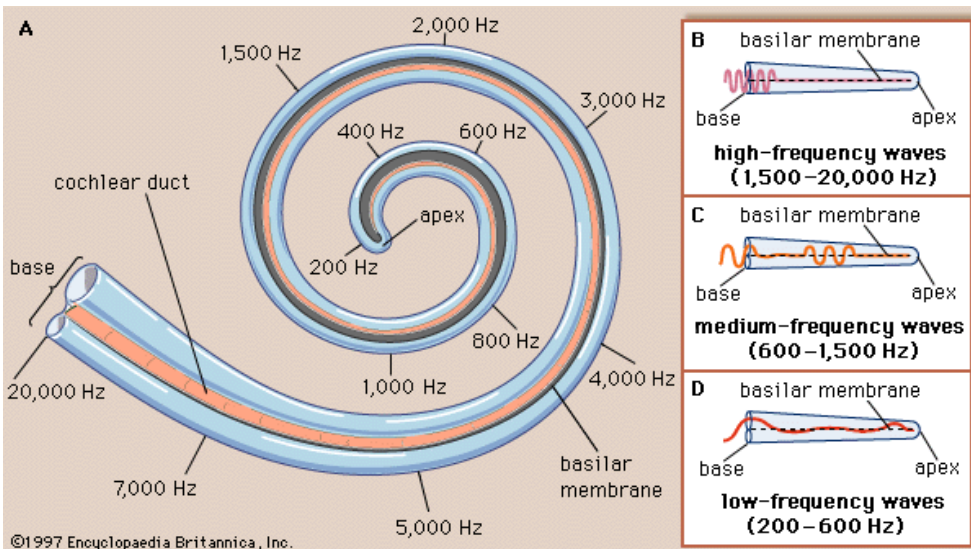 A
2,000 Hz
1,500 Hz
3,000 Hz
400 Hz
600 Hz
cochlear duct
apex
200 Hz
base
800 Hz
1,000 Hz
4,000 Hz
20,000 Hz
7,000 Hz
basilar
membrane
5,000 Hz
©1997 Encyclopaedia Britannica, Inc.
B
basilar membrane
base
apex
high-frequency waves
(1,500–20,000 Hz)
C
basilar membrane
base
apex
medium-frequency waves
(600–1,500 Hz)
D
basilar membrane
base
apex
low-frequency waves
(200–600 Hz)